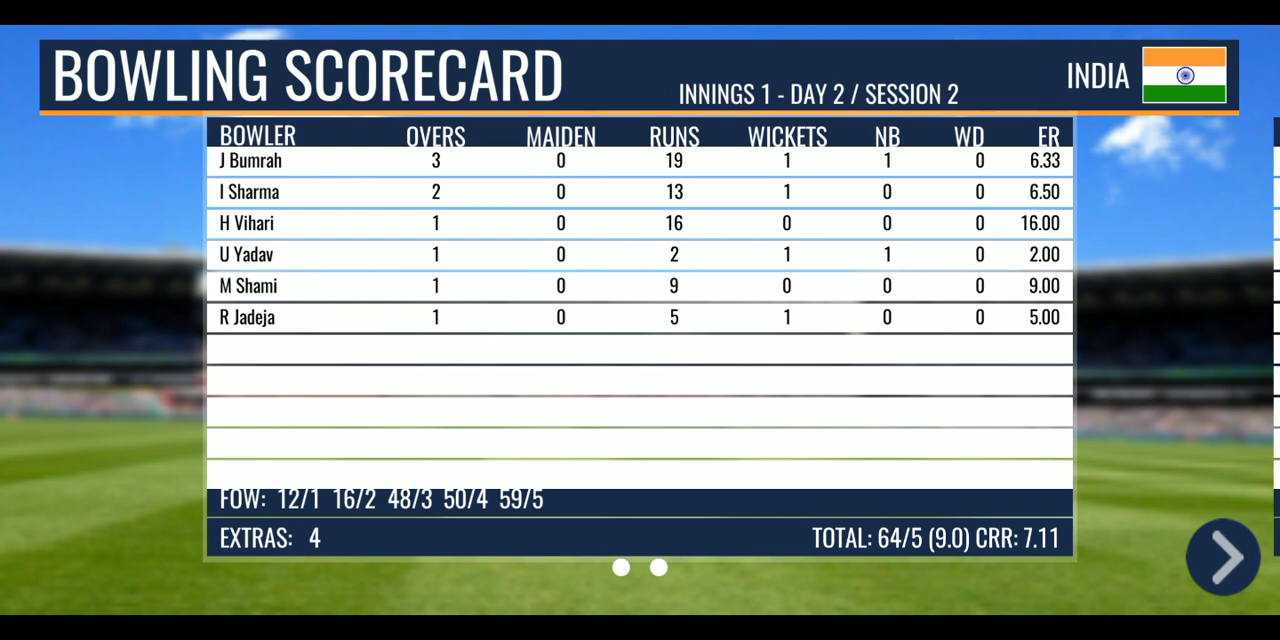 BOWLING SCORECARD
INNINGS 1 - DAY 2 / SESSION 2
INDIA
BOWLER OVERS MAIDEN RUNS WICKETS NB WD ER
J Bumrah 3 0 19 1 1 0 6.33
I Sharma 2 0 13 1 0 0 6.50
H Vihari 1 0 16 0 0 0 16.00
U Yadav 1 0 2 1 1 0 2.00
M Shami 1 0 9 0 0 0 9.00
R Jadeja 1 0 5 1 0 0 5.00
FOW: 12/1 16/2 48/3 50/4 59/5
EXTRAS: 4
TOTAL: 64/5 (9.0) CRR: 7.11